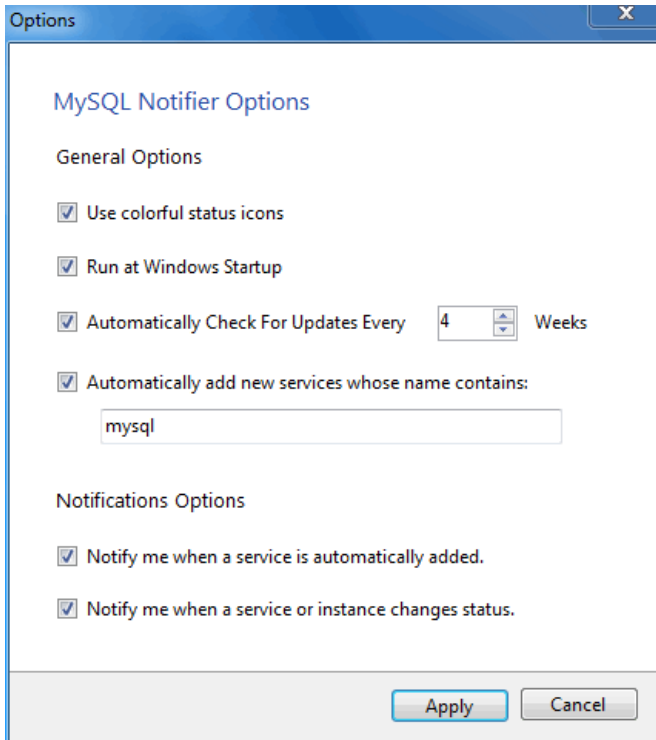 Options
X
MySQL Notifier Options
General Options
Use colorful status icons
Run at Windows Startup
Automatically Check For Updates Every 4 Weeks
Automatically add new services whose name contains:
mysql
Notifications Options
Notify me when a service is automatically added.
Notify me when a service or instance changes status.
Apply Cancel